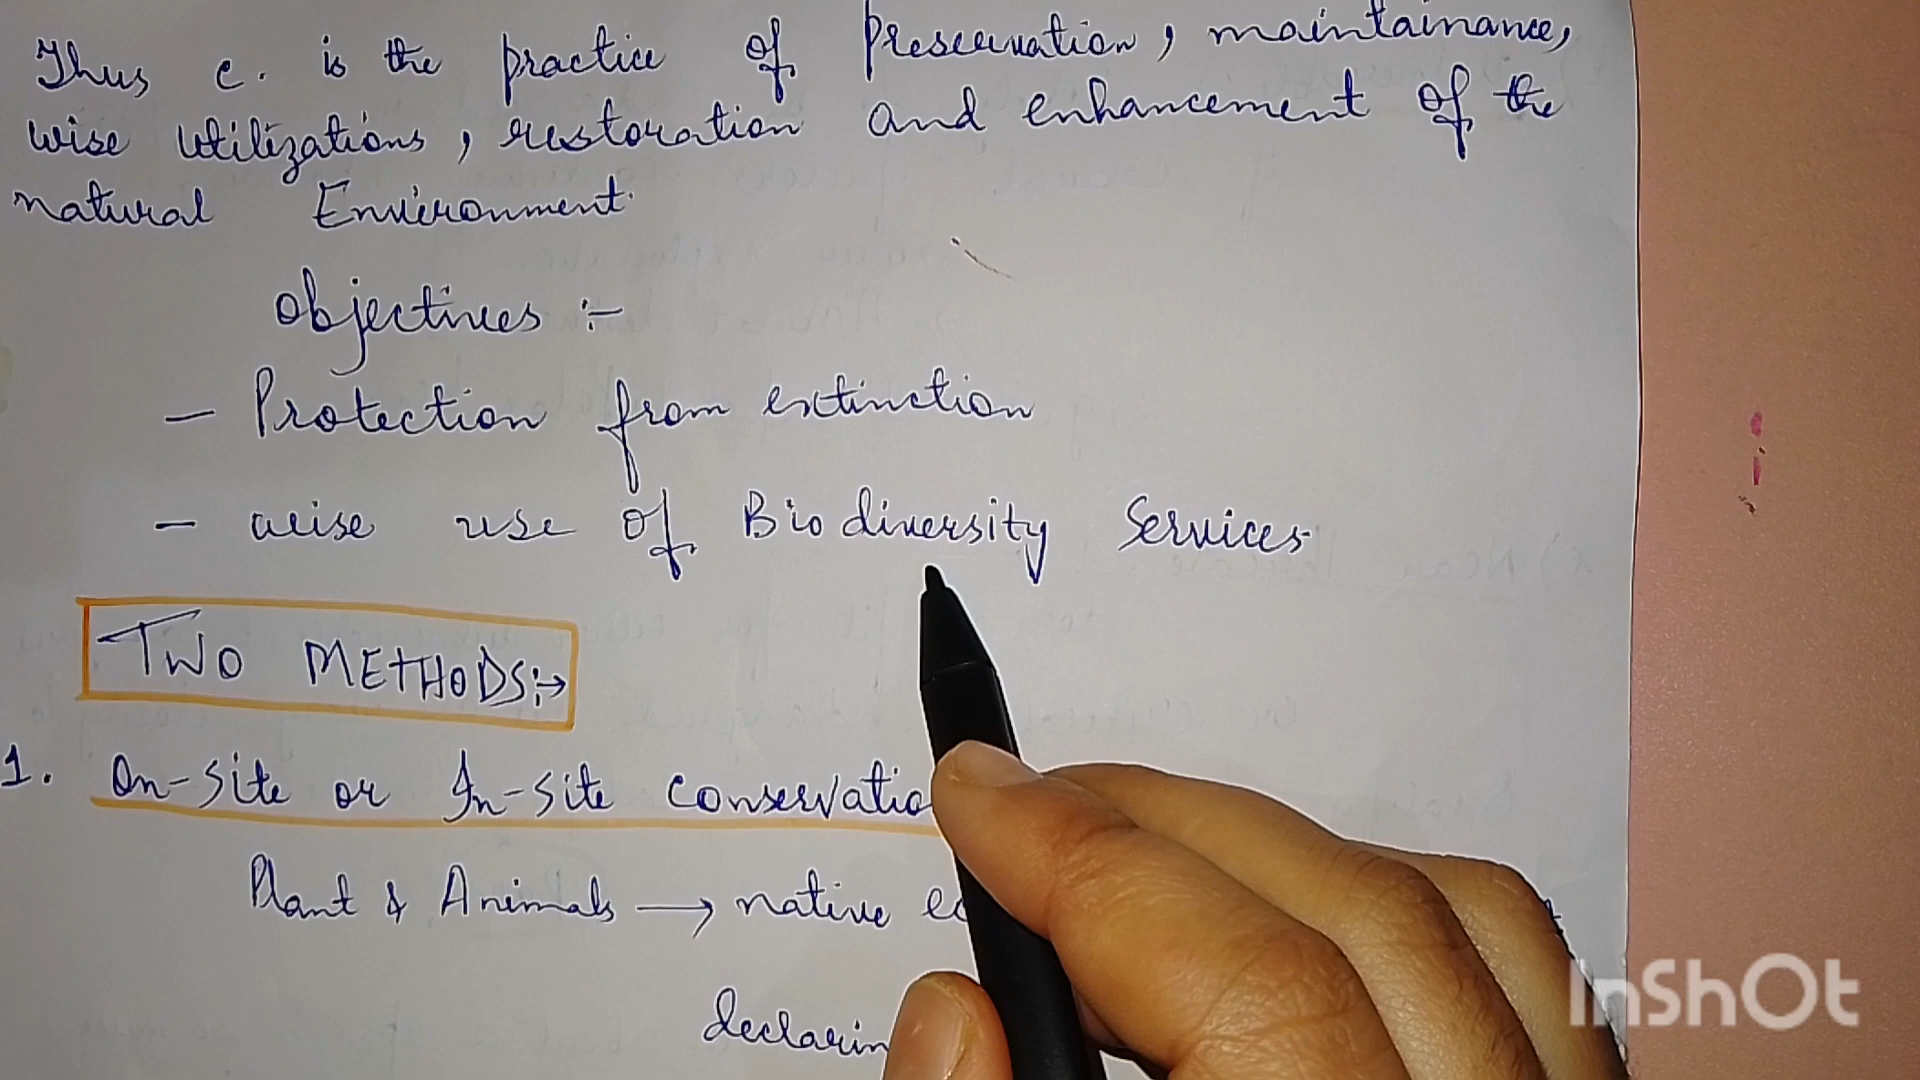 Thus c. is the practice of Preservation, maintainance,
wise utilizations, restoration and enhancement of the
natural Environment.
Objectives :-
- Protection from extinction
- wise use of Biodiversity Services.
TWO METHODS:→
1. On-site or In-site conservatio
Plant & Animals → native
declarin
InShOt